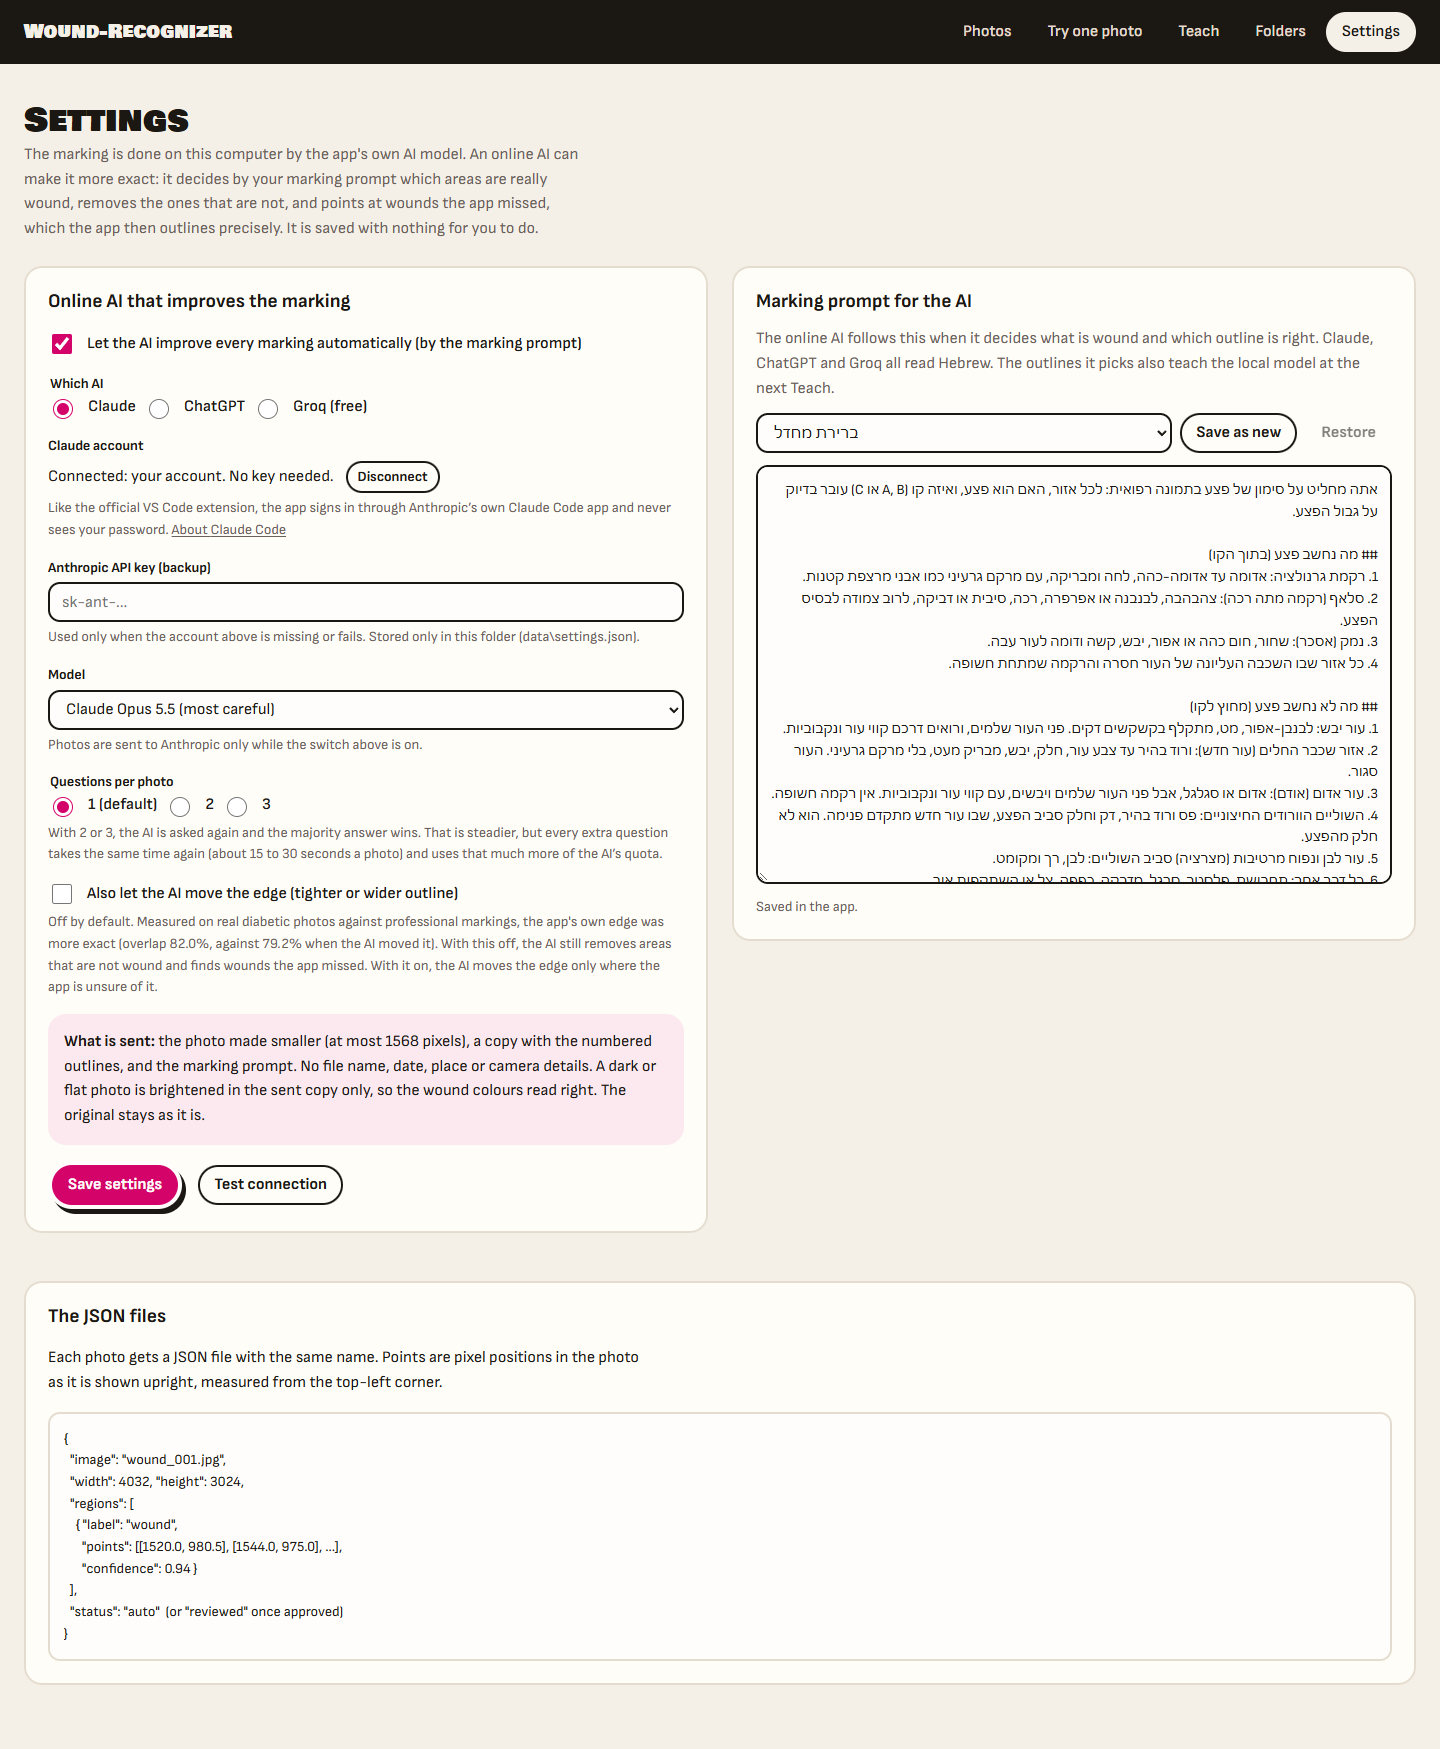 Wound-Recognizer
Photos
Try one photo
Teach
Folders
Settings
Settings
The marking is done on this computer by the app's own AI model. An online AI can
make it more exact: it decides by your marking prompt which areas are really
wound, removes the ones that are not, and points at wounds the app missed,
which the app then outlines precisely. It is saved with nothing for you to do.
Online AI that improves the marking
Let the AI improve every marking automatically (by the marking prompt)
Which AI
Claude ChatGPT Groq (free)
Claude account
Connected: your account. No key needed. Disconnect
Like the official VS Code extension, the app signs in through Anthropic’s own Claude Code app and never
sees your password. About Claude Code
Anthropic API key (backup)
sk-ant-...
Used only when the account above is missing or fails. Stored only in this folder (data\settings.json).
Model
Claude Opus 5.5 (most careful)
Photos are sent to Anthropic only while the switch above is on.
Questions per photo
1 (default) 2 3
With 2 or 3, the AI is asked again and the majority answer wins. That is steadier, but every extra question
takes the same time again (about 15 to 30 seconds a photo) and uses that much more of the AI’s quota.
Also let the AI move the edge (tighter or wider outline)
Off by default. Measured on real diabetic photos against professional markings, the app's own edge was
more exact (overlap 82.0%, against 79.2% when the AI moved it). With this off, the AI still removes areas
that are not wound and finds wounds the app missed. With it on, the AI moves the edge only where the
app is unsure of it.
What is sent: the photo made smaller (at most 1568 pixels), a copy with the numbered
outlines, and the marking prompt. No file name, date, place or camera details. A dark or
flat photo is brightened in the sent copy only, so the wound colours read right. The
original stays as it is.
Save settings
Test connection
Marking prompt for the AI
The online AI follows this when it decides what is wound and which outline is right. Claude,
ChatGPT and Groq all read Hebrew. The outlines it picks also teach the local model at the
next Teach.
ברירת מחדל
Save as new
Restore
אתה מחליט על סימון של פצע בתמונה רפואית: לכל אזור, האם הוא פצע, ואיזה קו (A, B או C) עובר בדיוק
על גבול הפצע.
## מה נחשב פצע (בתוך הקו)
1. רקמת גרנולציה: אדומה עד אדומה-כהה, לחה ומבריקה, עם מרקם גרעיני כמו אבני מרצפת קטנות.
2. סלאף (רקמה מתה רכה): צהבהבה, לבנבנה או אפרפרה, רכה, סיבית או דביקה, לרוב צמודה לבסיס
הפצע.
3. נמק (אסכר): שחור, חום כהה או אפור, יבש, קשה ודומה לעור עבה.
4. כל אזור שבו השכבה העליונה של העור חסרה והרקמה שמתחת חשופה.
## מה לא נחשב פצע (מחוץ לקו)
1. עור יבש: לבנבן-אפור, מט, מתקלף בקשקשים דקים. פני העור שלמים, ורואים דרכם קווי עור ונקבוביות.
2. אזור שכבר החלים (עור חדש): ורוד בהיר עד צבע עור, חלק, יבש, מבריק מעט, בלי מרקם גרעיני. העור
סגור.
3. עור אדום (אודם): אדום או סגלגל, אבל פני העור שלמים ויבשים, עם קווי עור ונקבוביות. אין רקמה חשופה.
4. השוליים הוורודים החיצוניים: פס ורוד בהיר, דק וחלק סביב הפצע, שבו עור חדש מתקדם פנימה. הוא לא
חלק מהפצע.
5. עור לבן ונפוח מרטיבות (מצרציה) סביב השוליים: לבן, רך ומקומט.
Saved in the app.
The JSON files
Each photo gets a JSON file with the same name. Points are pixel positions in the photo
as it is shown upright, measured from the top-left corner.
{
"image": "wound_001.jpg",
"width": 4032, "height": 3024,
"regions": [
{ "label": "wound",
"points": [[1520.0, 980.5], [1544.0, 975.0], ...],
"confidence": 0.94 }
],
"status": "auto" (or "reviewed" once approved)
}